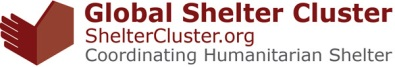 Global Shelter Cluster
ShelterCluster.org
Coordinating Humanitarian Shelter